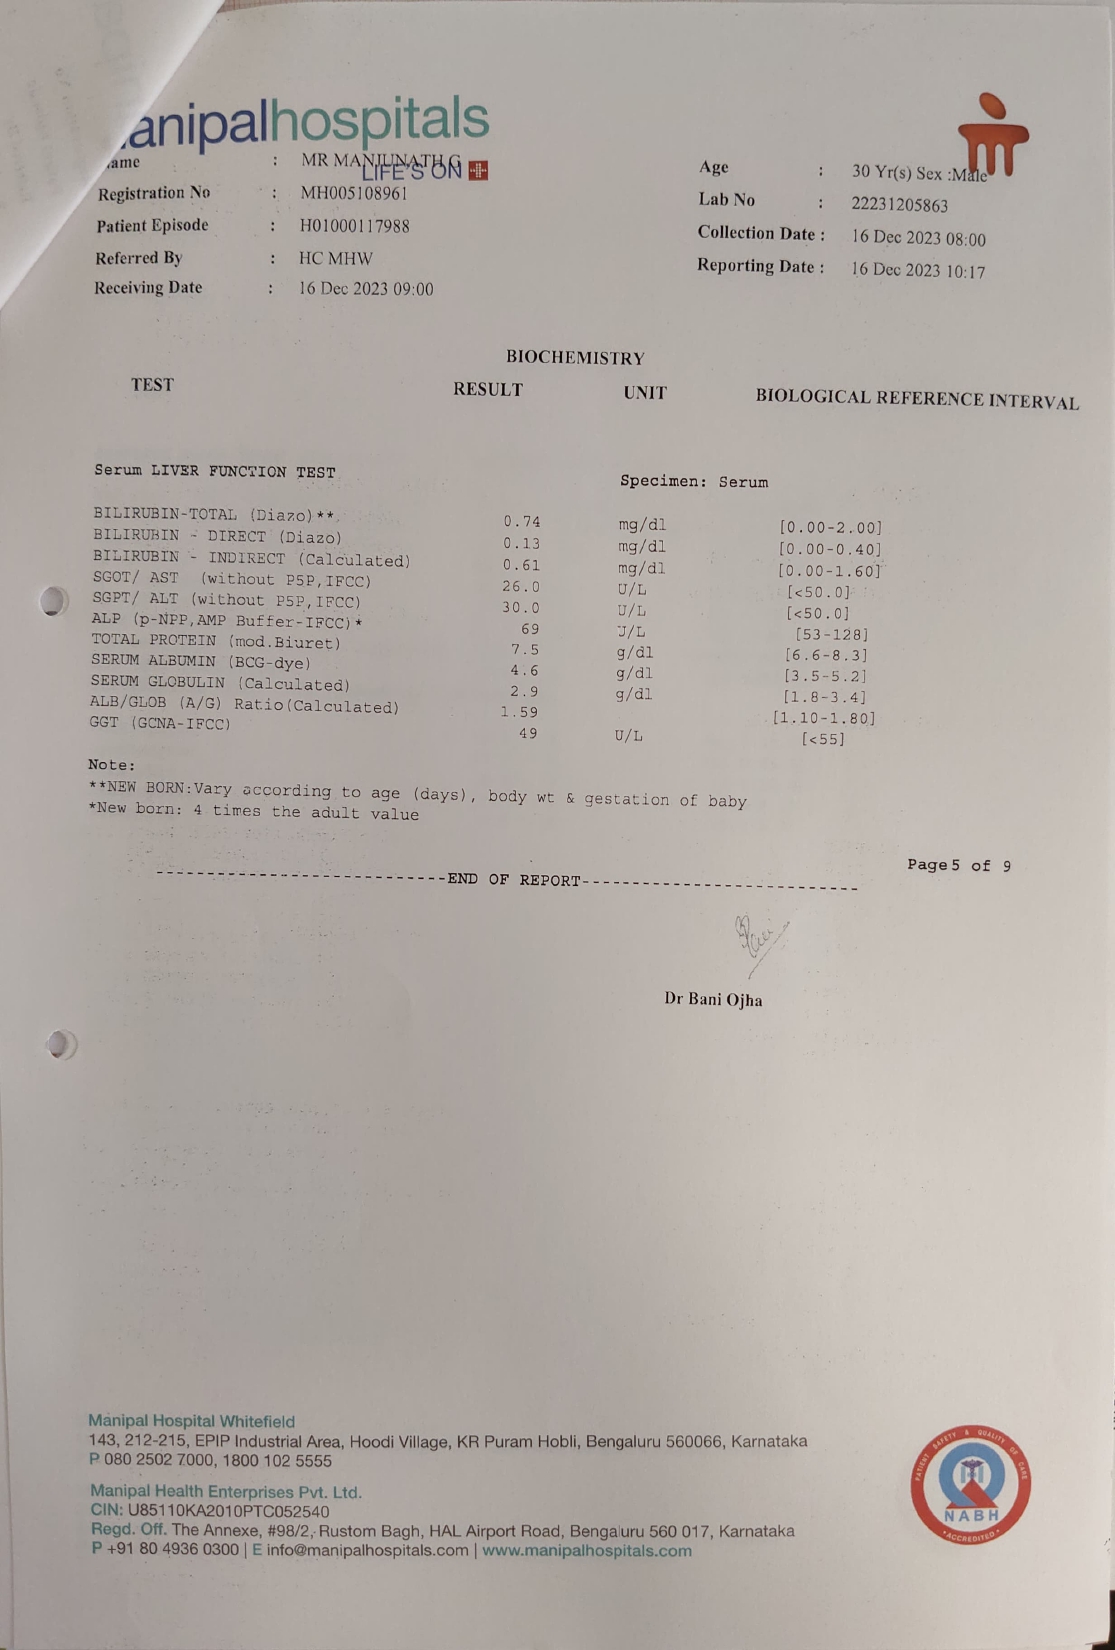 anipalhospitals
LIFE'S ON
ame : MR MANJUNATH G
Registration No : MH005108961
Patient Episode : H01000117988
Referred By : HC MHW
Receiving Date : 16 Dec 2023 09:00
Age : 30 Yr(s) Sex :Male
Lab No : 22231205863
Collection Date : 16 Dec 2023 08:00
Reporting Date : 16 Dec 2023 10:17
BIOCHEMISTRY
TEST RESULT UNIT BIOLOGICAL REFERENCE INTERVAL
Serum LIVER FUNCTION TEST Specimen: Serum
BILIRUBIN-TOTAL (Diazo)** 0.74 mg/dl [0.00-2.00]
BILIRUBIN - DIRECT (Diazo) 0.13 mg/dl [0.00-0.40]
BILIRUBIN - INDIRECT (Calculated) 0.61 mg/dl [0.00-1.60]
SGOT/ AST (without P5P,IFCC) 26.0 U/L [<50.0]
SGPT/ ALT (without P5P,IFCC) 30.0 U/L [<50.0]
ALP (p-NPP,AMP Buffer-IFCC)* 69 U/L [53-128]
TOTAL PROTEIN (mod.Biuret) 7.5 g/dl [6.6-8.3]
SERUM ALBUMIN (BCG-dye) 4.6 g/dl [3.5-5.2]
SERUM GLOBULIN (Calculated) 2.9 g/dl [1.8-3.4]
ALB/GLOB (A/G) Ratio(Calculated) 1.59 [1.10-1.80]
GGT (GCNA-IFCC) 49 U/L [<55]
Note:
**NEW BORN:Vary according to age (days), body wt & gestation of baby
*New born: 4 times the adult value
Page 5 of 9
----------------------------END OF REPORT---------------------------
Dr Bani Ojha
Manipal Hospital Whitefield
143, 212-215, EPIP Industrial Area, Hoodi Village, KR Puram Hobli, Bengaluru 560066, Karnataka
P 080 2502 7000, 1800 102 5555
Manipal Health Enterprises Pvt. Ltd.
CIN: U85110KA2010PTC052540
Regd. Off. The Annexe, #98/2, Rustom Bagh, HAL Airport Road, Bengaluru 560 017, Karnataka
P +91 80 4936 0300 | E info@manipalhospitals.com | www.manipalhospitals.com
PATIENT SAFETY & QUALITY OF CARE
NABH
• ACCREDITED •